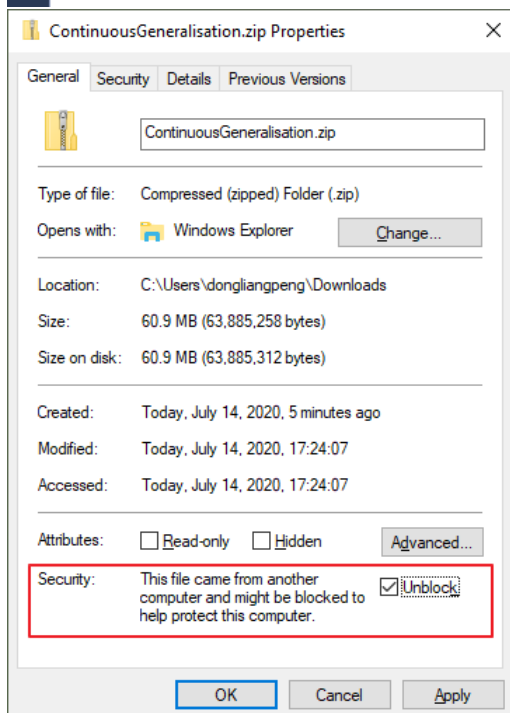 ContinuousGeneralisation.zip Properties
General Security Details Previous Versions
ContinuousGeneralisation.zip
Type of file: Compressed (zipped) Folder (.zip)
Opens with: Windows Explorer Change...
Location: C:\Users\dongliangpeng\Downloads
Size: 60.9 MB (63,885,258 bytes)
Size on disk: 60.9 MB (63,885,312 bytes)
Created: Today, July 14, 2020, 5 minutes ago
Modified: Today, July 14, 2020, 17:24:07
Accessed: Today, July 14, 2020, 17:24:07
Attributes: Read-only Hidden Advanced...
Security: This file came from another
computer and might be blocked to
help protect this computer.
Unblock
OK Cancel Apply